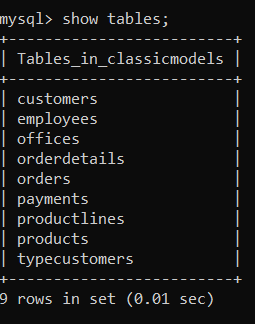 mysql> show tables;
+-------------------------+
| Tables_in_classicmodels |
+-------------------------+
| customers               |
| employees               |
| offices                 |
| orderdetails            |
| orders                  |
| payments                |
| productlines            |
| products                |
| typecustomers           |
+-------------------------+
9 rows in set (0.01 sec)